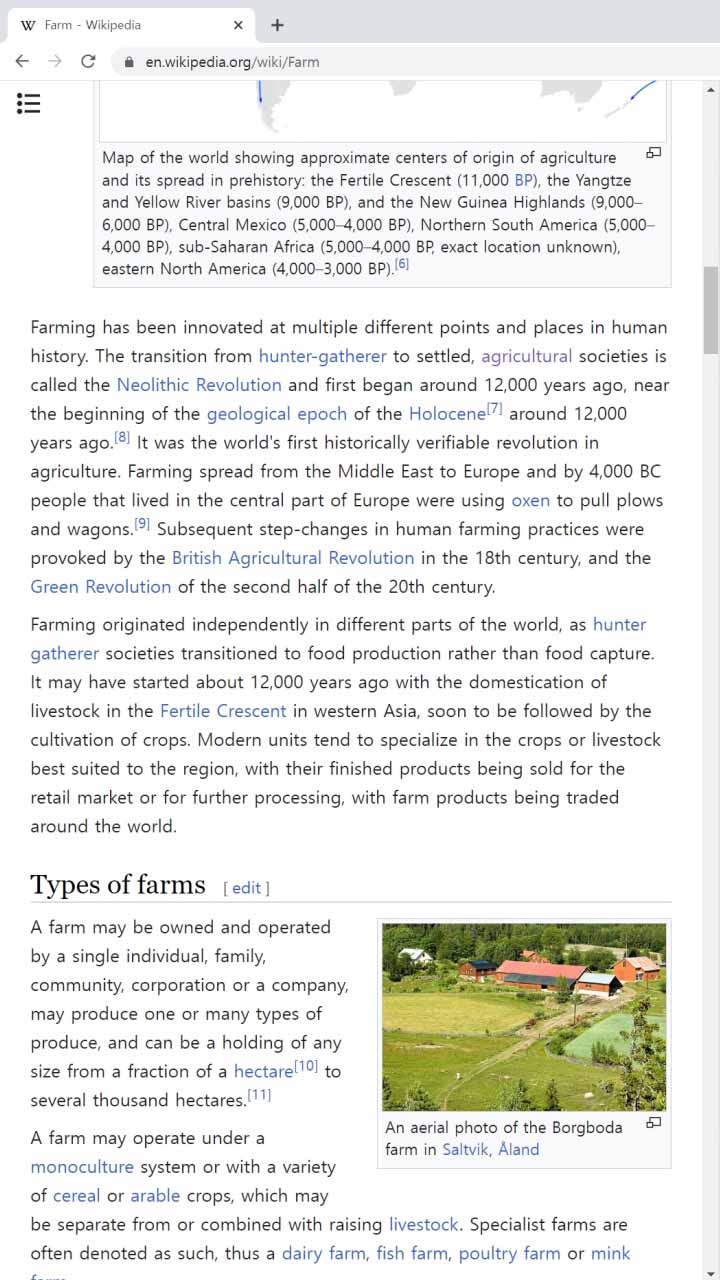 W Farm - Wikipedia
en.wikipedia.org/wiki/Farm
Map of the world showing approximate centers of origin of agriculture
and its spread in prehistory: the Fertile Crescent (11,000 BP), the Yangtze
and Yellow River basins (9,000 BP), and the New Guinea Highlands (9,000–
6,000 BP), Central Mexico (5,000–4,000 BP), Northern South America (5,000–
4,000 BP), sub-Saharan Africa (5,000–4,000 BP, exact location unknown),
eastern North America (4,000–3,000 BP).[6]
Farming has been innovated at multiple different points and places in human
history. The transition from hunter-gatherer to settled, agricultural societies is
called the Neolithic Revolution and first began around 12,000 years ago, near
the beginning of the geological epoch of the Holocene[7] around 12,000
years ago.[8] It was the world's first historically verifiable revolution in
agriculture. Farming spread from the Middle East to Europe and by 4,000 BC
people that lived in the central part of Europe were using oxen to pull plows
and wagons.[9] Subsequent step-changes in human farming practices were
provoked by the British Agricultural Revolution in the 18th century, and the
Green Revolution of the second half of the 20th century.
Farming originated independently in different parts of the world, as hunter
gatherer societies transitioned to food production rather than food capture.
It may have started about 12,000 years ago with the domestication of
livestock in the Fertile Crescent in western Asia, soon to be followed by the
cultivation of crops. Modern units tend to specialize in the crops or livestock
best suited to the region, with their finished products being sold for the
retail market or for further processing, with farm products being traded
around the world.
Types of farms [ edit ]
A farm may be owned and operated
by a single individual, family,
community, corporation or a company,
may produce one or many types of
produce, and can be a holding of any
size from a fraction of a hectare[10] to
several thousand hectares.[11]
An aerial photo of the Borgboda
farm in Saltvik, Åland
A farm may operate under a
monoculture system or with a variety
of cereal or arable crops, which may
be separate from or combined with raising livestock. Specialist farms are
often denoted as such, thus a dairy farm, fish farm, poultry farm or mink